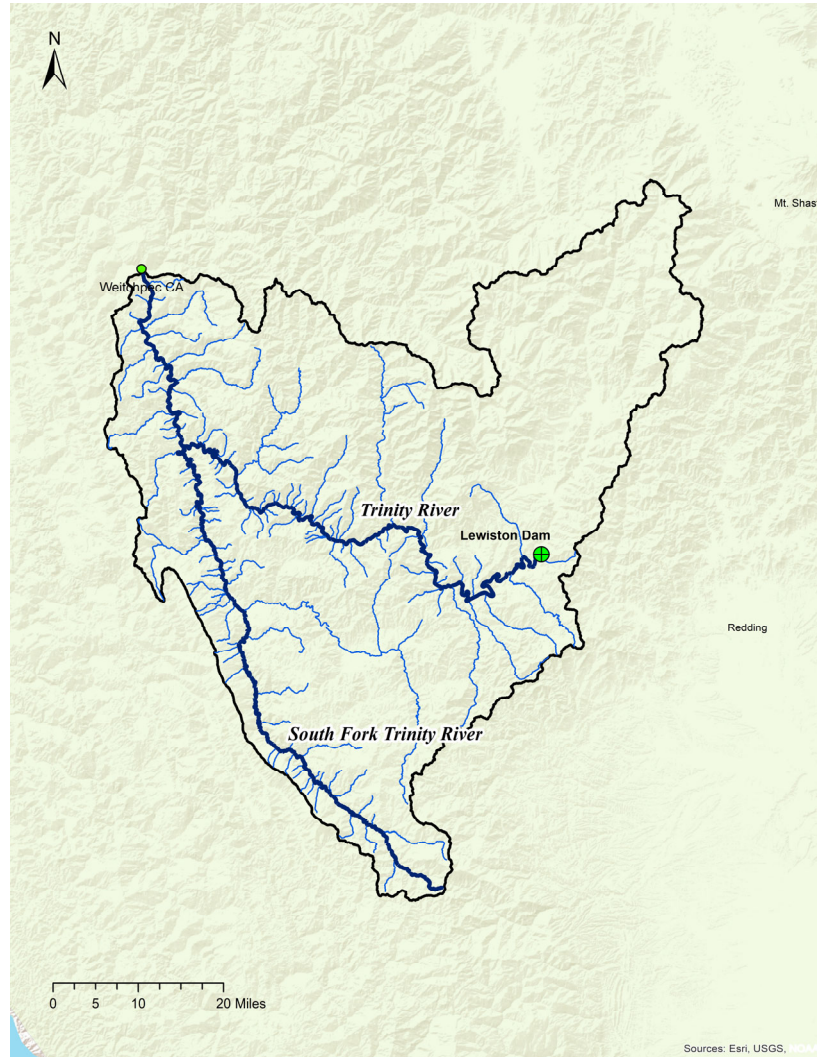 N
Mt. Shas
Weitchpec CA
Trinity River
Lewiston Dam
Redding
South Fork Trinity River
0 5 10 20 Miles
Sources: Esri, USGS, NOAA